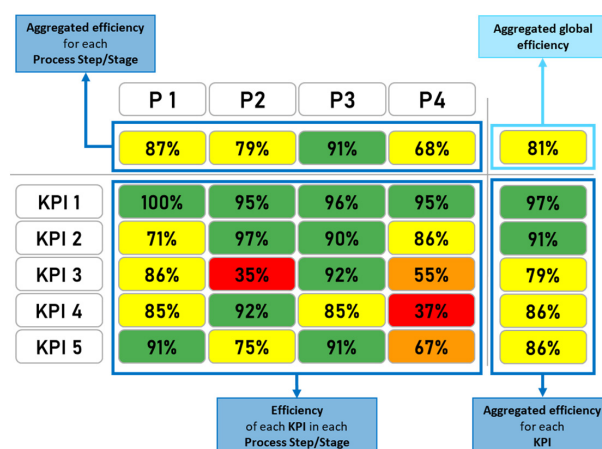 Aggregated efficiency
for each
Process Step/Stage
Aggregated global
efficiency
P 1 P2 P3 P4
87% 79% 91% 68% 81%
KPI 1 100% 95% 96% 95% 97%
KPI 2 71% 97% 90% 86% 91%
KPI 3 86% 35% 92% 55% 79%
KPI 4 85% 92% 85% 37% 86%
KPI 5 91% 75% 91% 67% 86%
Efficiency
of each KPI in each
Process Step/Stage
Aggregated efficiency
for each
KPI